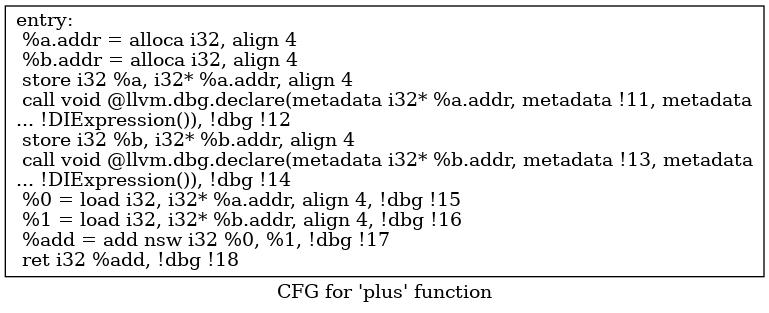 entry:
%a.addr = alloca i32, align 4
%b.addr = alloca i32, align 4
store i32 %a, i32* %a.addr, align 4
call void @llvm.dbg.declare(metadata i32* %a.addr, metadata !11, metadata
... !DIExpression()), !dbg !12
store i32 %b, i32* %b.addr, align 4
call void @llvm.dbg.declare(metadata i32* %b.addr, metadata !13, metadata
... !DIExpression()), !dbg !14
%0 = load i32, i32* %a.addr, align 4, !dbg !15
%1 = load i32, i32* %b.addr, align 4, !dbg !16
%add = add nsw i32 %0, %1, !dbg !17
ret i32 %add, !dbg !18
CFG for 'plus' function